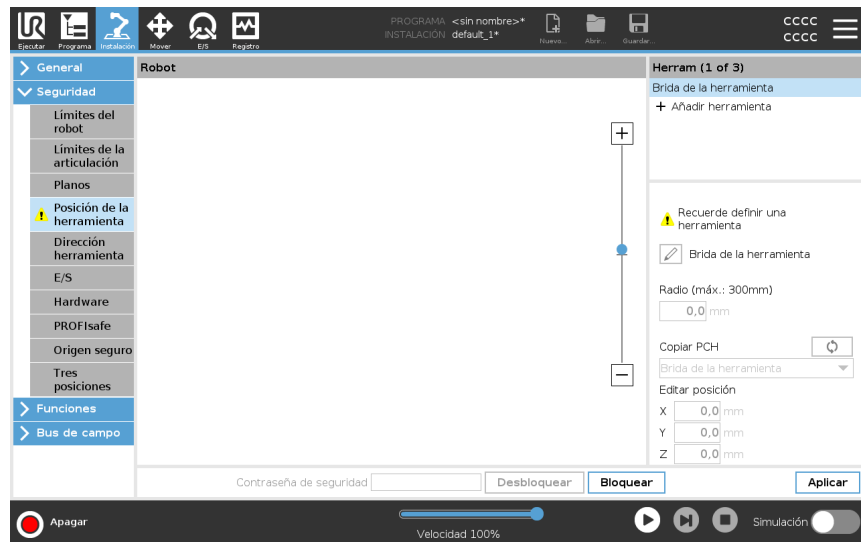 PROGRAMA <sin nombre>*
INSTALACIÓN default_1*
Ejecutar
Programa
Instalación
Mover
E/S
Registro
Nuevo...
Abrir...
Guardar...
cccc
cccc
General
Seguridad
Límites del
robot
Límites de la
articulación
Planos
Posición de la
herramienta
Dirección
herramienta
E/S
Hardware
PROFIsafe
Origen seguro
Tres
posiciones
Funciones
Bus de campo
Robot
Herram (1 of 3)
Brida de la herramienta
+ Añadir herramienta
Recuerde definir una
herramienta
Brida de la herramienta
Radio (máx.: 300mm)
0,0 mm
Copiar PCH
Brida de la herramienta
Editar posición
X 0,0 mm
Y 0,0 mm
Z 0,0 mm
Contraseña de seguridad
Desbloquear
Bloquear
Aplicar
Apagar
Velocidad 100%
Simulación